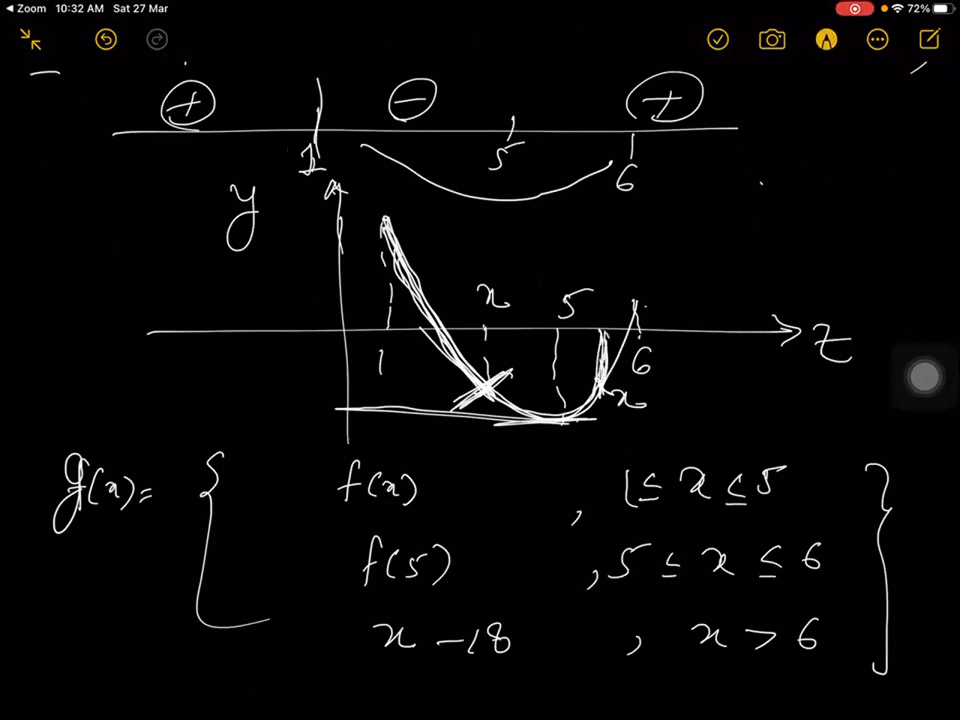 Zoom 10:32 AM Sat 27 Mar 72%
+ − +
1 5 6
y
x 5
z
1 6
x
g(x) = { f(x) , 1 ≤ x ≤ 5
f(5) , 5 ≤ x ≤ 6
x − 18 , x > 6 }